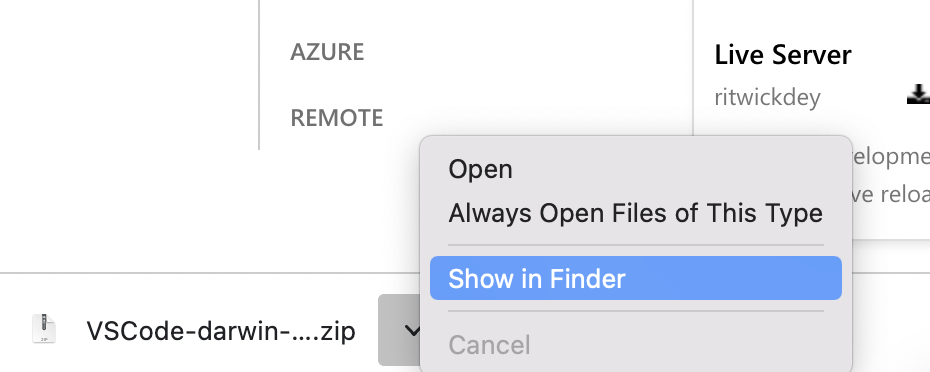 AZURE
REMOTE
Live Server
ritwickdey
Open
Always Open Files of This Type
Show in Finder
Cancel
VSCode-darwin-....zip
ZIP